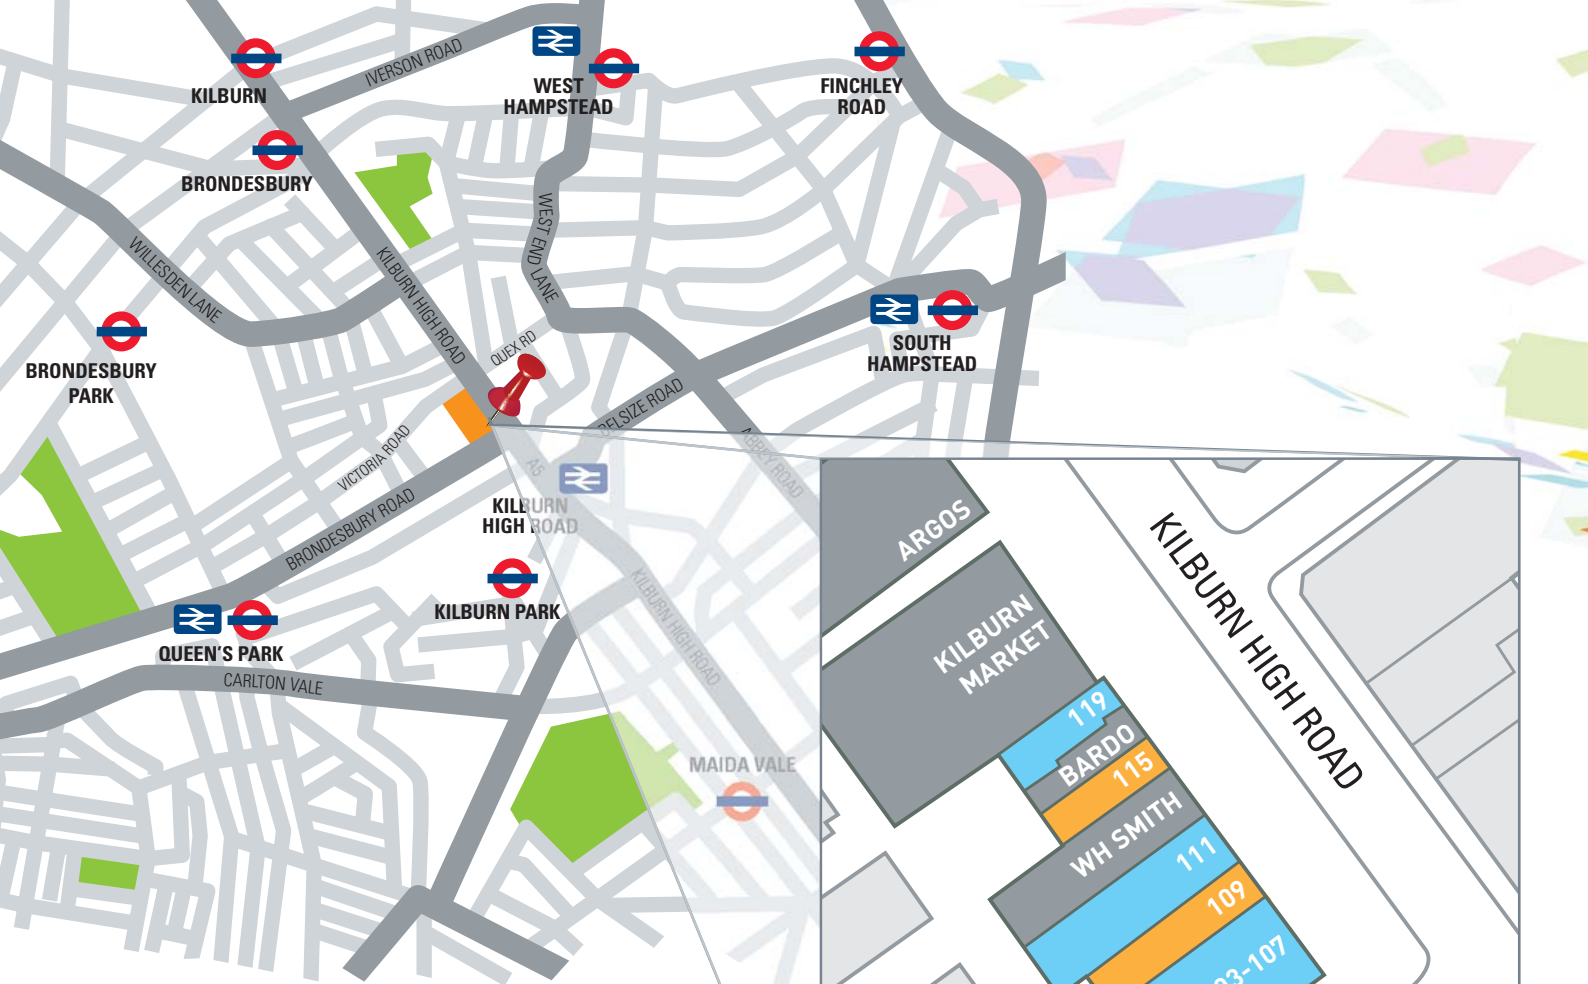 KILBURN
IVERSON ROAD
WEST
HAMPSTEAD
FINCHLEY
ROAD
BRONDESBURY
WILLESDEN LANE
KILBURN HIGH ROAD
WEST END LANE
BRONDESBURY
PARK
QUEX RD
SOUTH
HAMPSTEAD
BELSIZE ROAD
ABBEY ROAD
VICTORIA ROAD
A5
BRONDESBURY ROAD
KILBURN
HIGH ROAD
KILBURN PARK
KILBURN HIGH ROAD
QUEEN'S PARK
CARLTON VALE
MAIDA VALE
ARGOS
KILBURN
MARKET
KILBURN HIGH ROAD
119
BARDO
115
WH SMITH
111
109
03-107